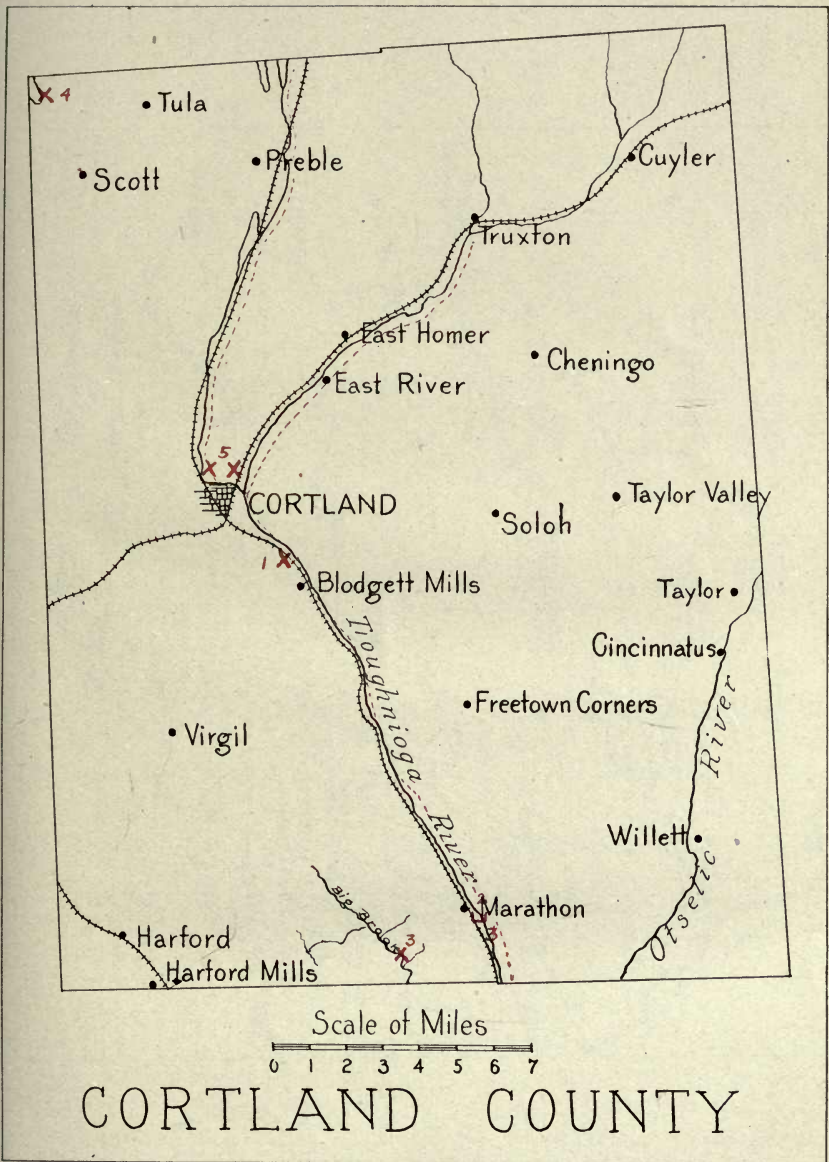 4
Tula
Preble
Scott
Cuyler
Truxton
East Homer
East River
Cheningo
5
CORTLAND
Taylor Valley
Soloh
1
Blodgett Mills
Taylor
Cincinnatus
Tioughnioga River
Freetown Corners
Virgil
Otselic River
Willett
Big Brook
Marathon
3
Harford
Harford Mills
Scale of Miles
0 1 2 3 4 5 6 7
CORTLAND COUNTY